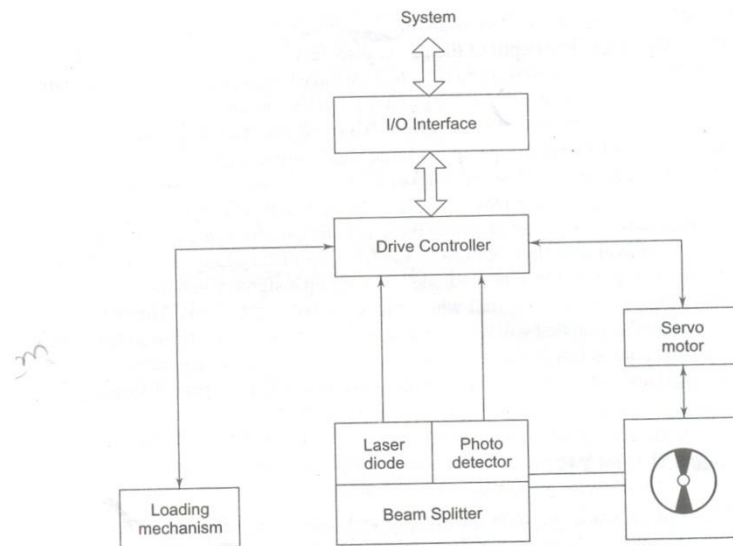 System
I/O Interface
Drive Controller
Servo
motor
Laser
diode
Photo
detector
Beam Splitter
Loading
mechanism